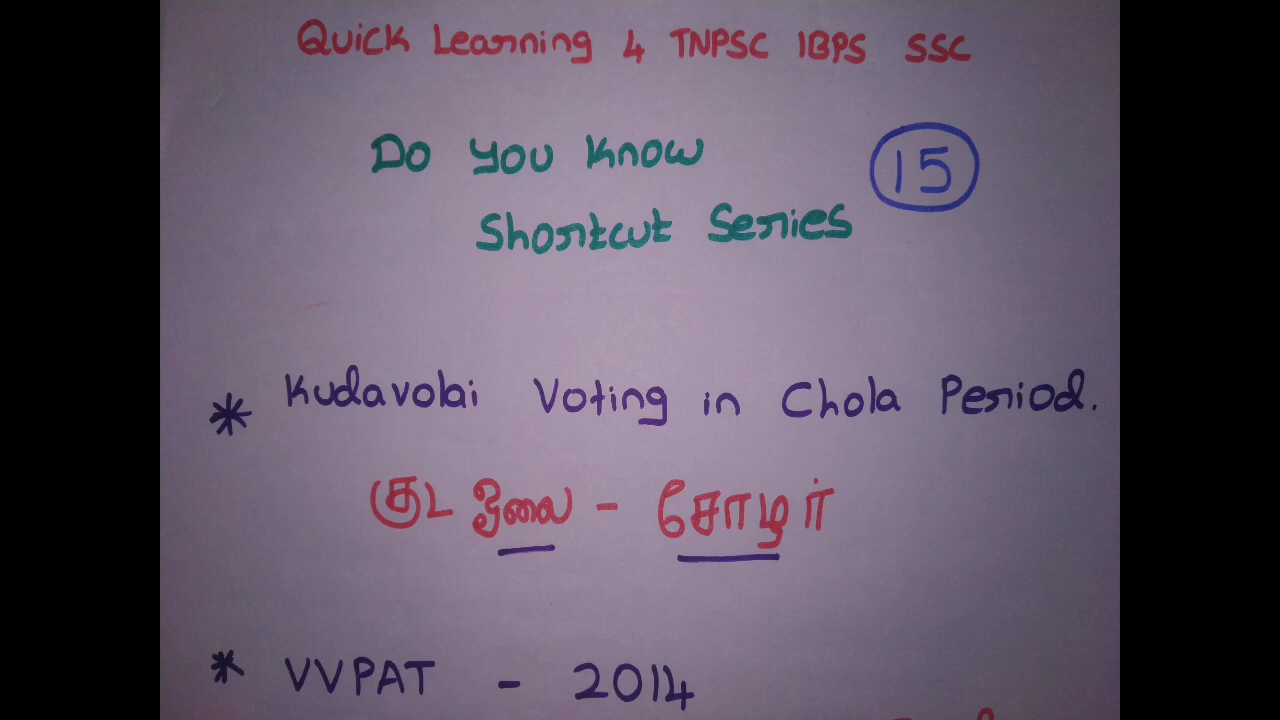 Quick Learning 4 TNPSC IBPS SSC
Do You Know 15
Shortcut Series
* Kudavolai Voting in Chola Period.
குட ஓலை - சோழர்
* VVPAT - 2014